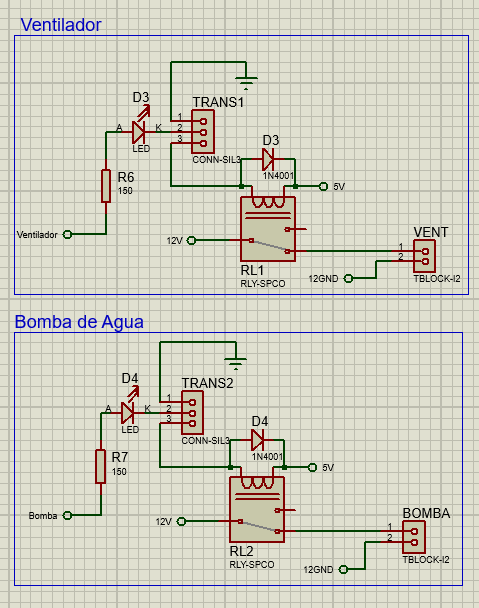 Ventilador
D3
TRANS1
A
K
1
2
3
LED
CONN-SIL3
D3
1N4001
R6
150
5V
Ventilador
12V
RL1
RLY-SPCO
VENT
1
2
12GND
TBLOCK-I2
Bomba de Agua
D4
TRANS2
A
K
1
2
3
LED
CONN-SIL3
D4
1N4001
R7
150
5V
Bomba
12V
RL2
RLY-SPCO
BOMBA
1
2
12GND
TBLOCK-I2